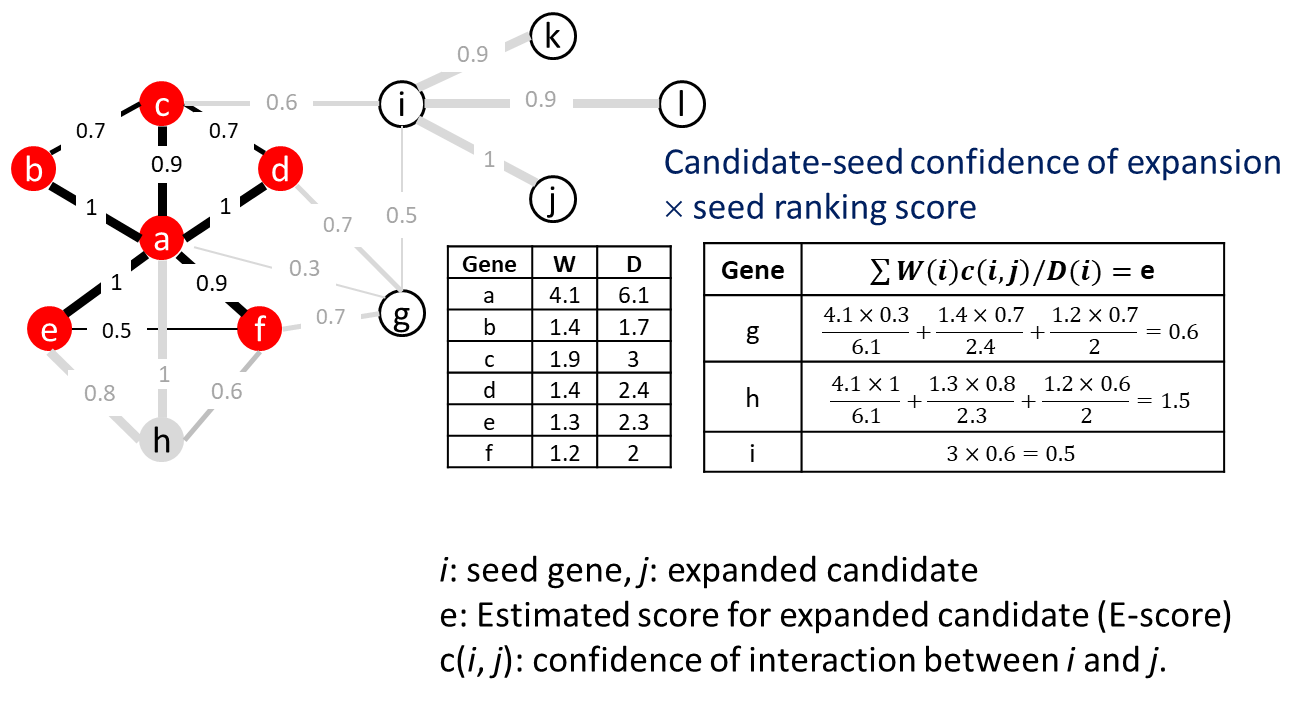 k
0.9
c
0.6
i
0.9
l
0.7
0.7
0.9
1
b
d
Candidate-seed confidence of expansion
× seed ranking score
1
1
j
0.7
0.5
a
0.3
1
0.9
g
0.7
e
0.5
f
1
0.8
0.6
h
Gene W D
a 4.1 6.1
b 1.4 1.7
c 1.9 3
d 1.4 2.4
e 1.3 2.3
f 1.2 2
Gene ∑ W(i)c(i,j)/D(i) = e
g 4.1 × 0.3 / 6.1 + 1.4 × 0.7 / 2.4 + 1.2 × 0.7 / 2 = 0.6
h 4.1 × 1 / 6.1 + 1.3 × 0.8 / 2.3 + 1.2 × 0.6 / 2 = 1.5
i 3 × 0.6 = 0.5
i: seed gene, j: expanded candidate
e: Estimated score for expanded candidate (E-score)
c(i, j): confidence of interaction between i and j.